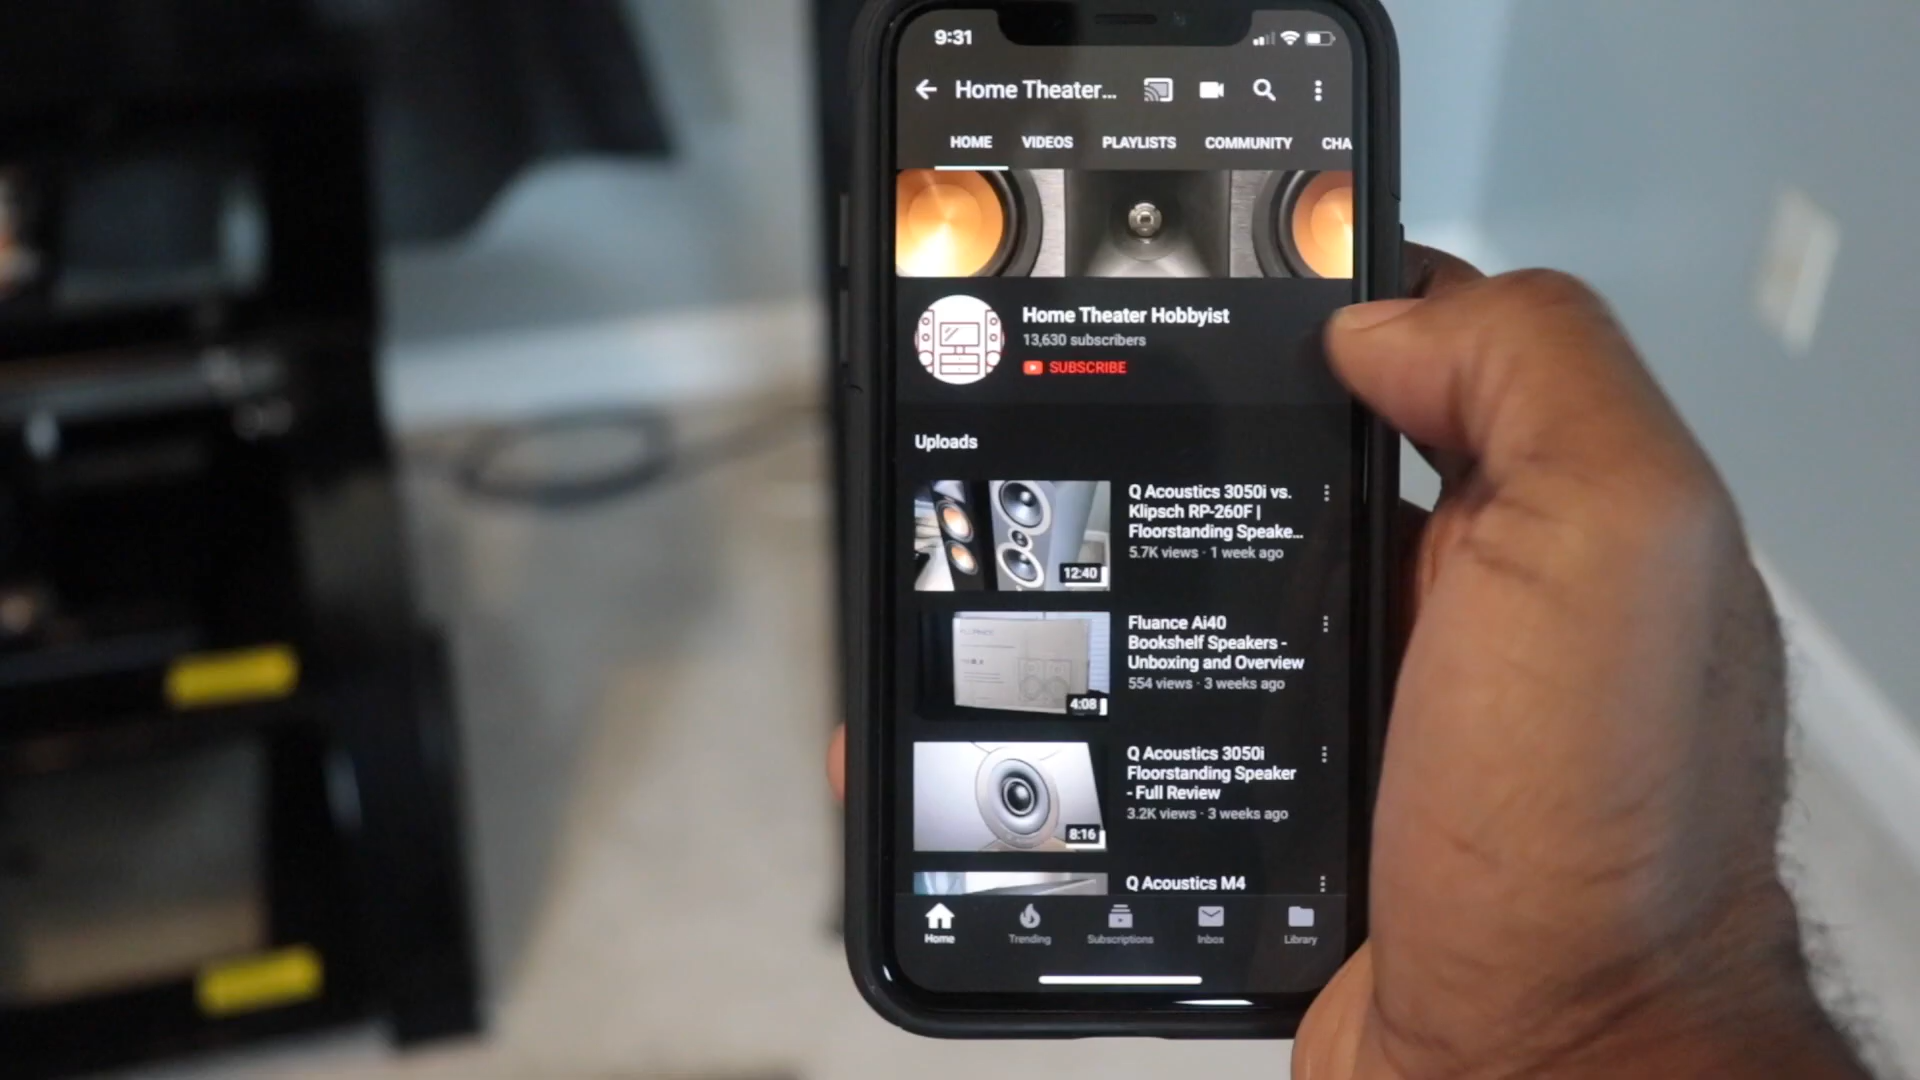 9:31
Home Theater...
HOME VIDEOS PLAYLISTS COMMUNITY CHA
Home Theater Hobbyist
13,630 subscribers
SUBSCRIBE
Uploads
Q Acoustics 3050i vs.
Klipsch RP-260F |
Floorstanding Speake...
5.7K views · 1 week ago
12:40
Fluance Ai40
Bookshelf Speakers -
Unboxing and Overview
554 views · 3 weeks ago
4:08
Q Acoustics 3050i
Floorstanding Speaker
- Full Review
3.2K views · 3 weeks ago
8:16
Q Acoustics M4
Home Trending Subscriptions Inbox Library